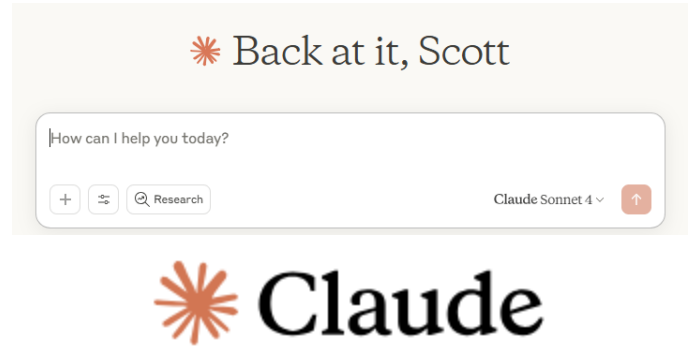 Back at it, Scott
How can I help you today?
Research
Claude Sonnet 4
Claude